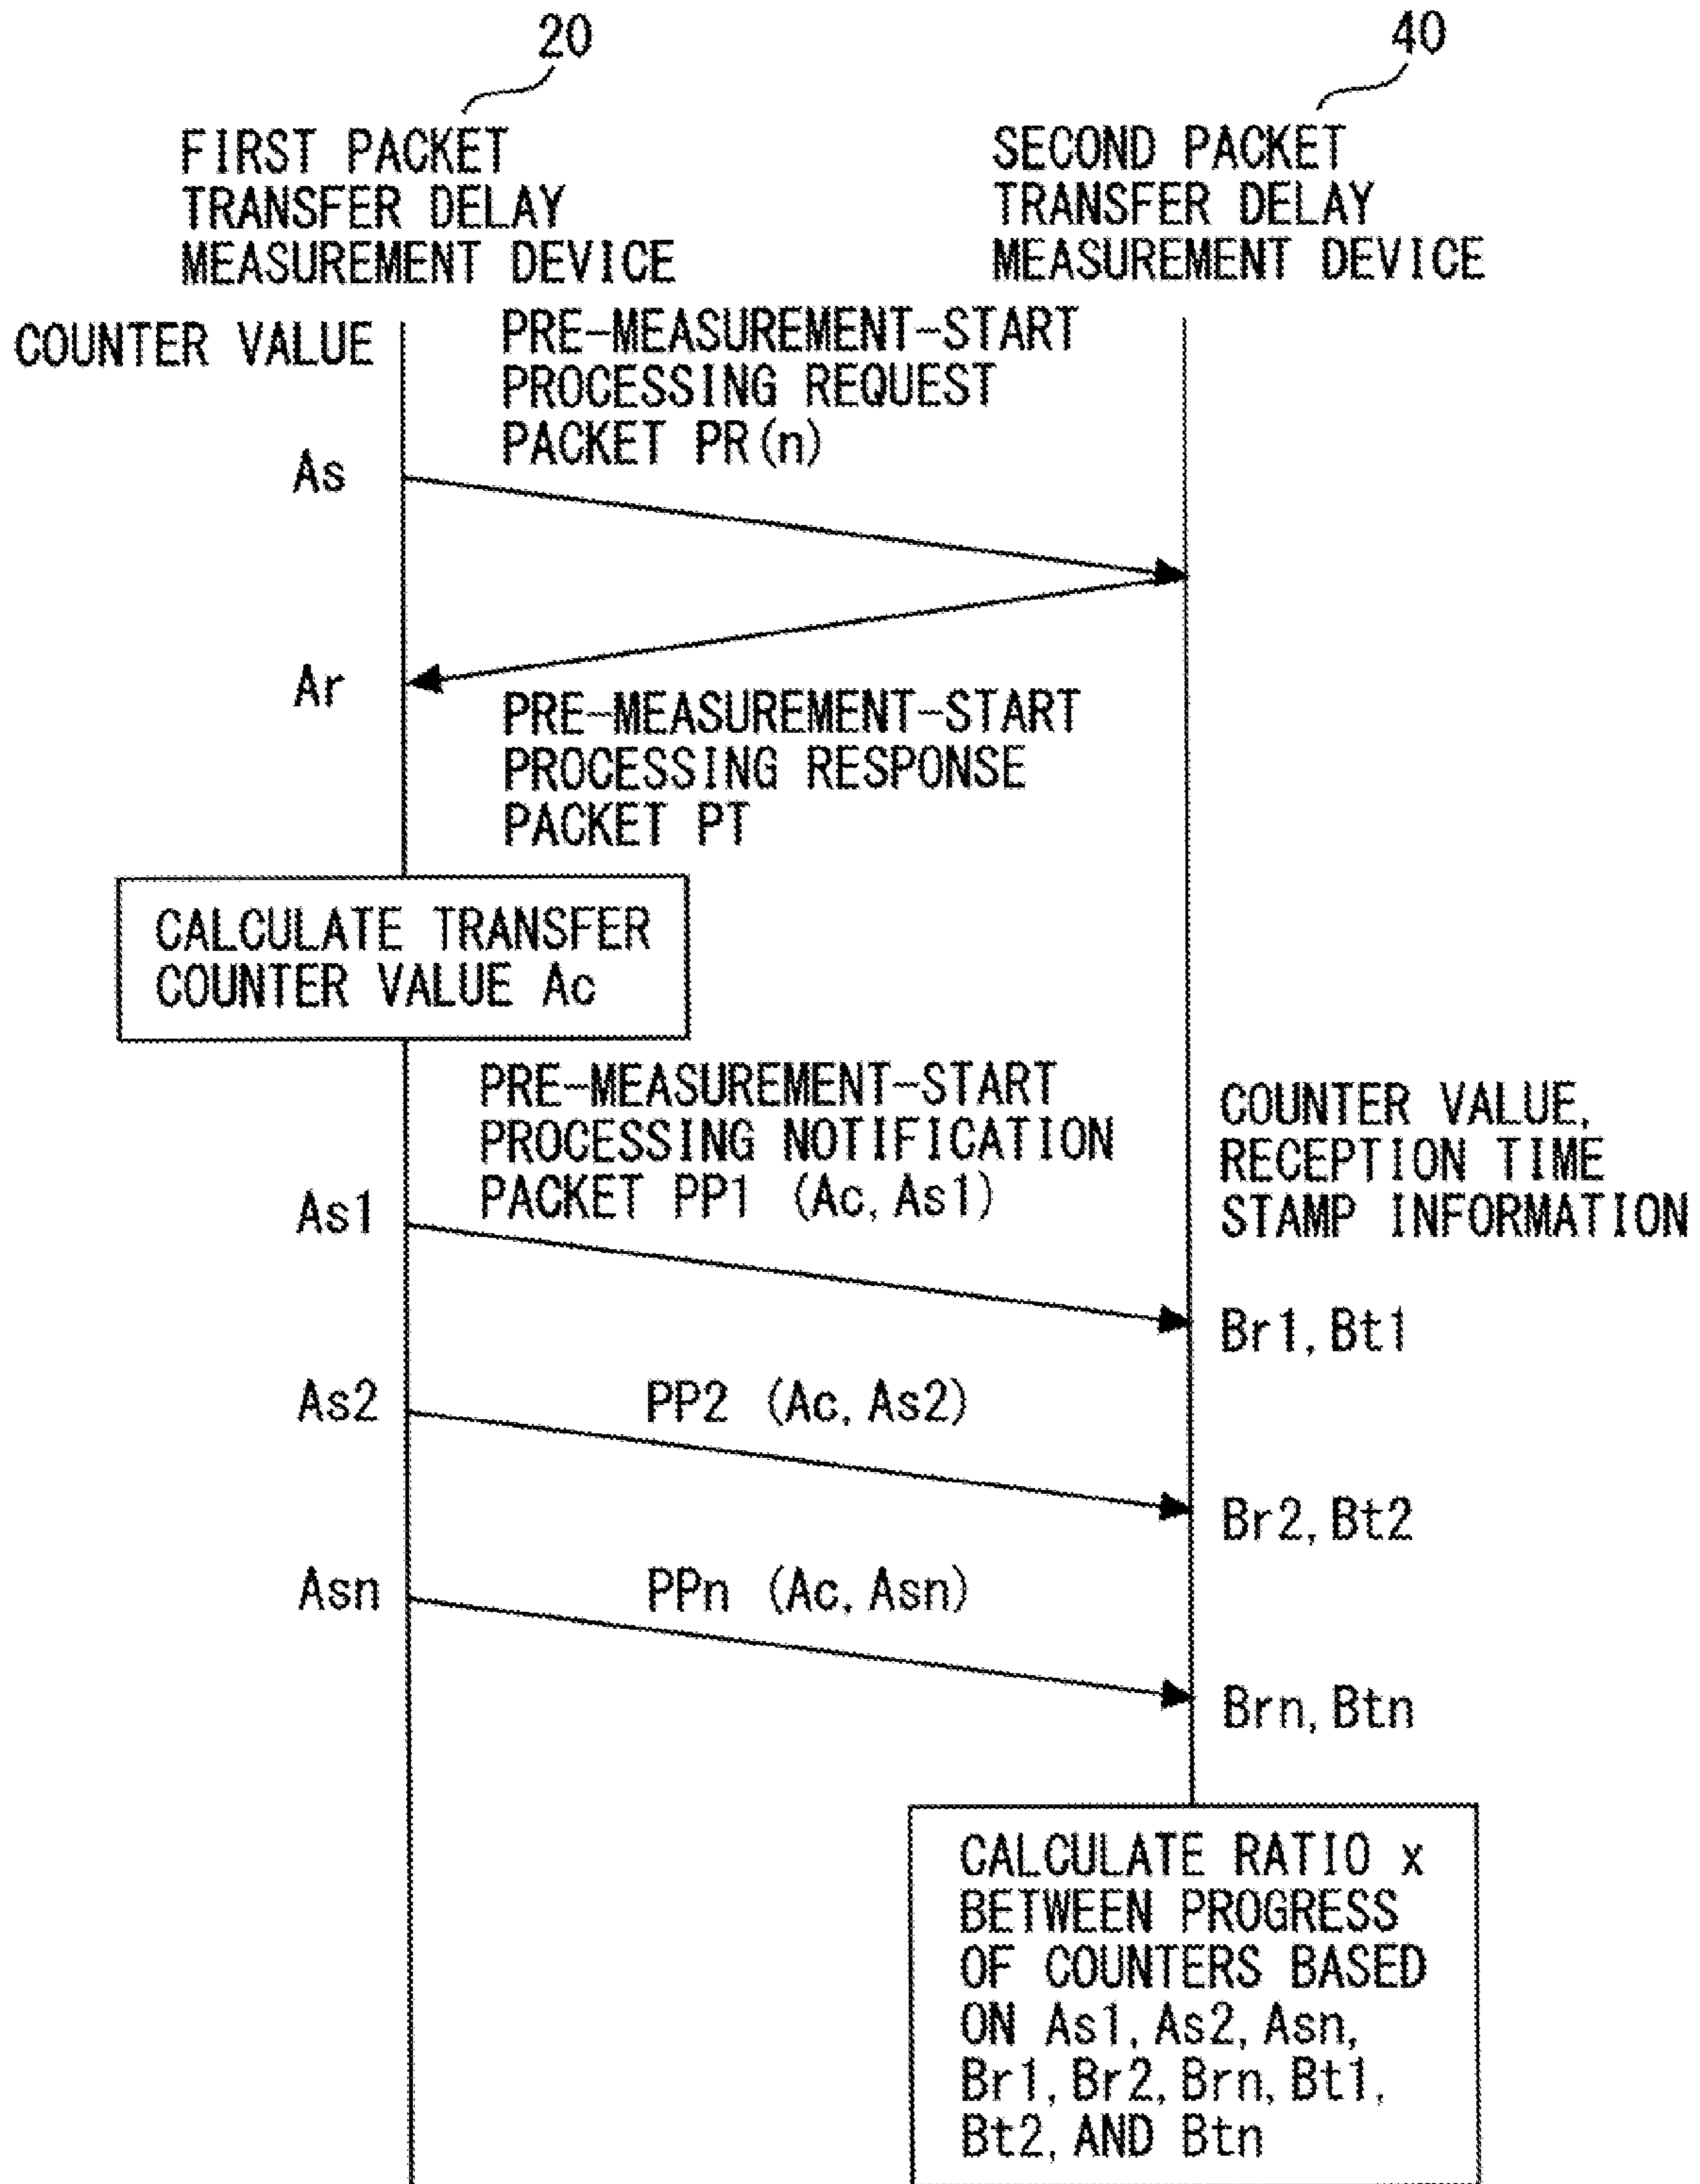 20
40
FIRST PACKET
TRANSFER DELAY
MEASUREMENT DEVICE
SECOND PACKET
TRANSFER DELAY
MEASUREMENT DEVICE
COUNTER VALUE
PRE-MEASUREMENT-START
PROCESSING REQUEST
PACKET PR(n)
As
Ar
PRE-MEASUREMENT-START
PROCESSING RESPONSE
PACKET PT
CALCULATE TRANSFER
COUNTER VALUE Ac
PRE-MEASUREMENT-START
PROCESSING NOTIFICATION
PACKET PP1 (Ac, As1)
COUNTER VALUE,
RECEPTION TIME
STAMP INFORMATION
As1
Br1, Bt1
As2
PP2 (Ac, As2)
Br2, Bt2
Asn
PPn (Ac, Asn)
Brn, Btn
CALCULATE RATIO x
BETWEEN PROGRESS
OF COUNTERS BASED
ON As1, As2, Asn,
Br1, Br2, Brn, Bt1,
Bt2, AND Btn